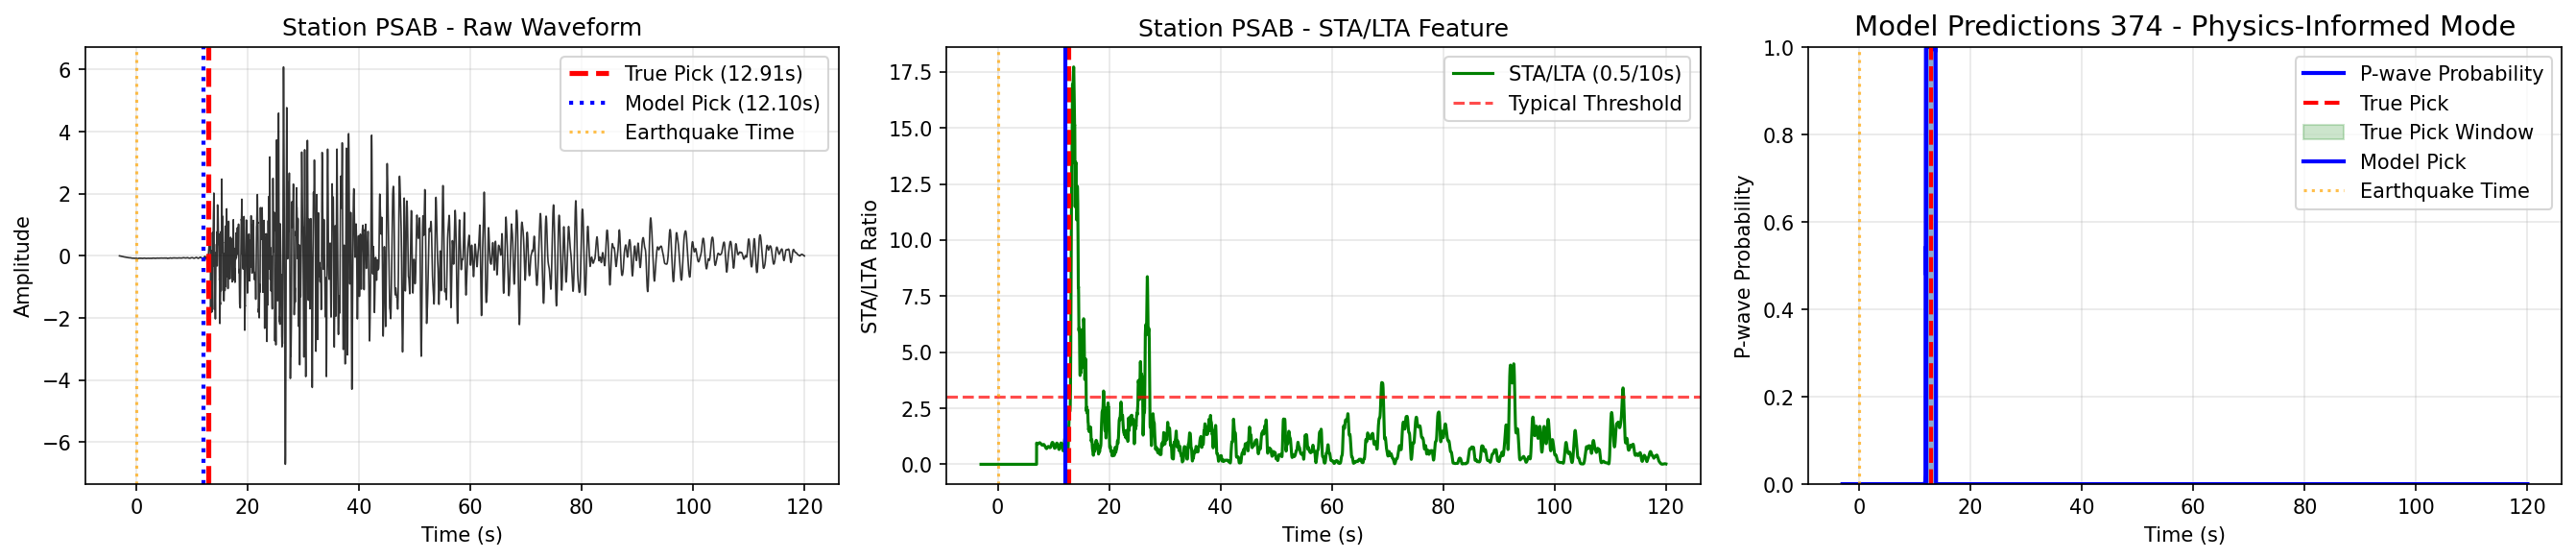 Station PSAB - Raw Waveform
Amplitude
6
4
2
0
−2
−4
−6
True Pick (12.91s)
Model Pick (12.10s)
Earthquake Time
0 20 40 60 80 100 120
Time (s)
Station PSAB - STA/LTA Feature
STA/LTA Ratio
17.5
15.0
12.5
10.0
7.5
5.0
2.5
0.0
STA/LTA (0.5/10s)
Typical Threshold
0 20 40 60 80 100 120
Time (s)
Model Predictions 374 - Physics-Informed Mode
P-wave Probability
1.0
0.8
0.6
0.4
0.2
0.0
P-wave Probability
True Pick
True Pick Window
Model Pick
Earthquake Time
0 20 40 60 80 100 120
Time (s)